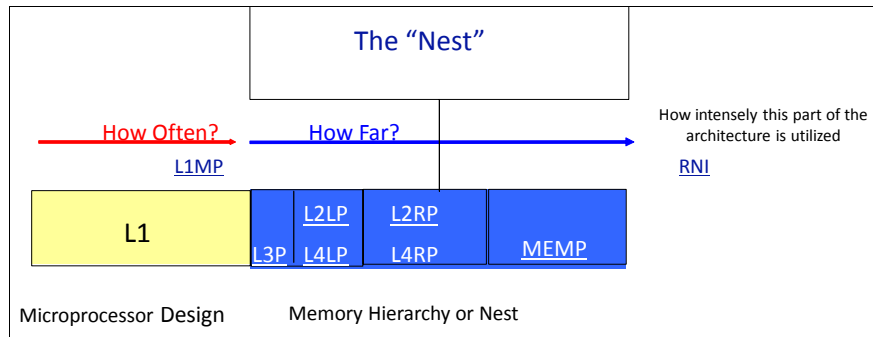 The “Nest”
How Often?
How Far?
How intensely this part of the
architecture is utilized
L1MP
RNI
L1
L3P
L2LP
L4LP
L2RP
L4RP
MEMP
Microprocessor Design
Memory Hierarchy or Nest